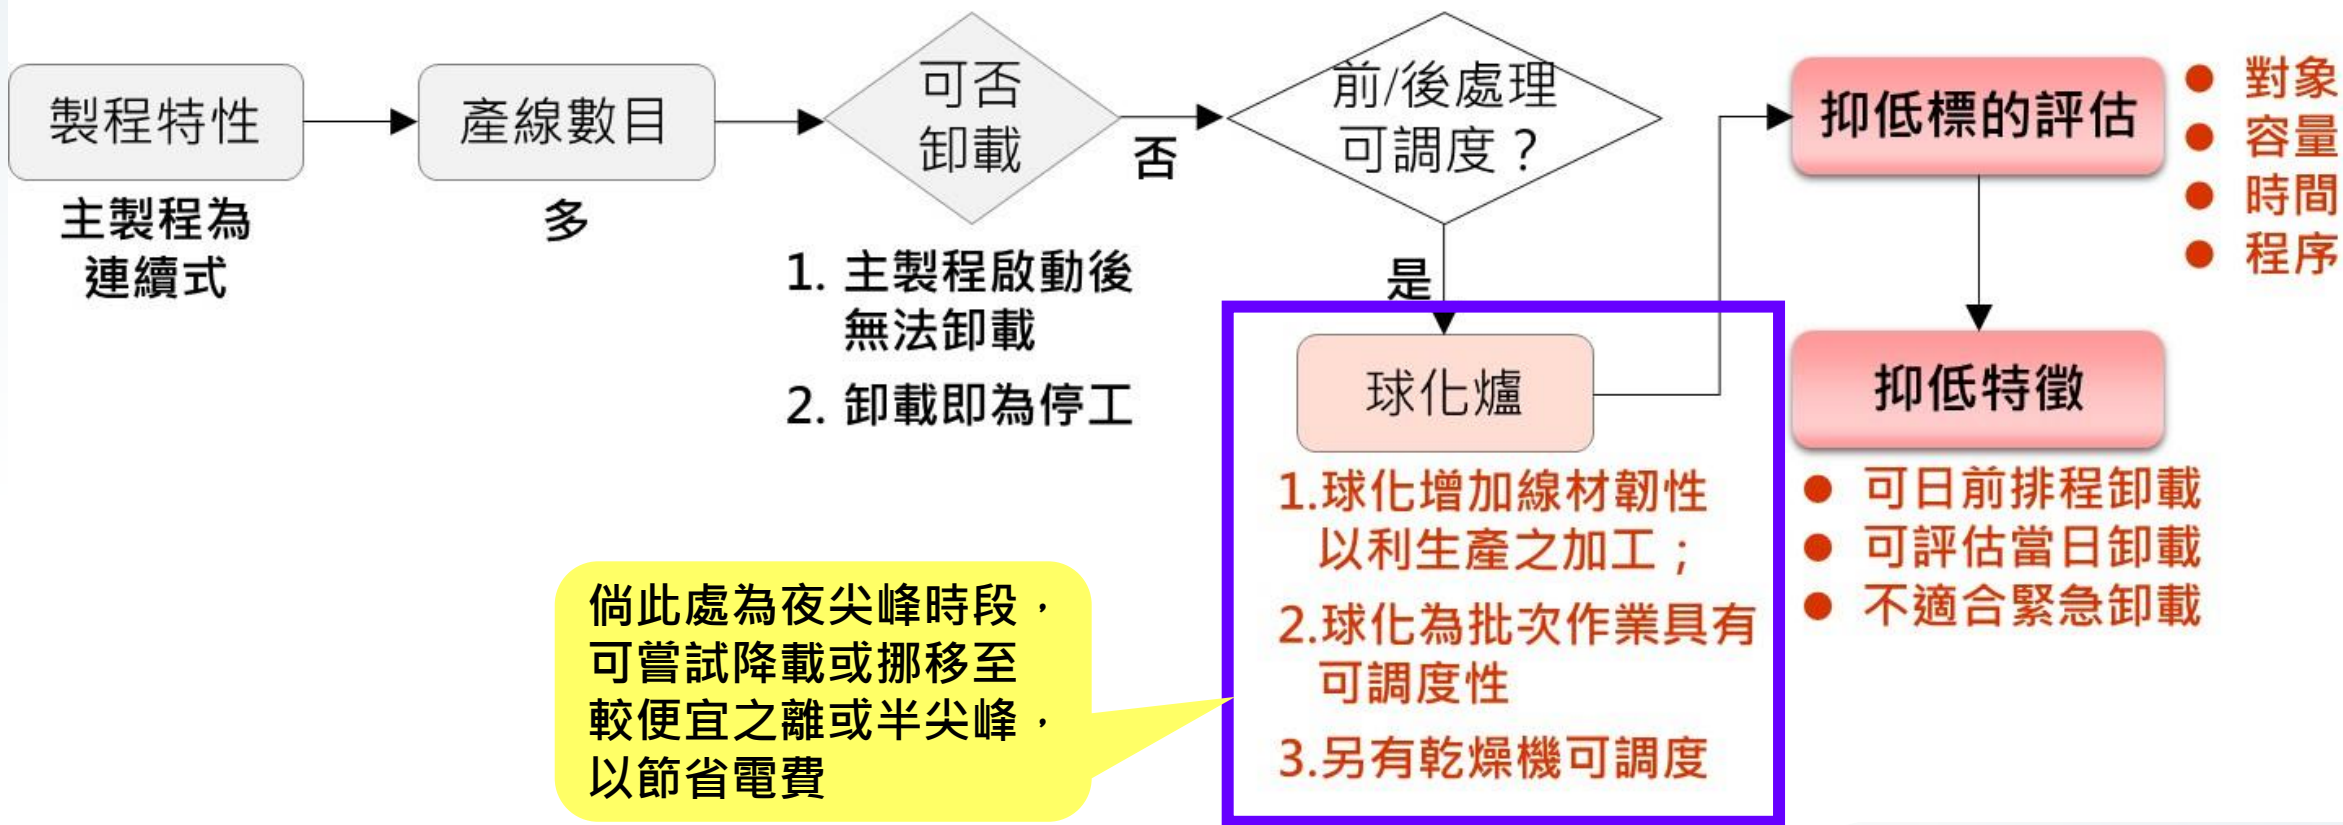 製程特性
主製程為
連續式
產線數目
多
可否
卸載
否
1. 主製程啟動後
無法卸載
2. 卸載即為停工
前/後處理
可調度？
是
球化爐
1.球化增加線材韌性
以利生產之加工；
2.球化為批次作業具有
可調度性
3.另有乾燥機可調度
倘此處為夜尖峰時段，
可嘗試降載或挪移至
較便宜之離或半尖峰，
以節省電費
抑低標的評估
● 對象
● 容量
● 時間
● 程序
抑低特徵
● 可日前排程卸載
● 可評估當日卸載
● 不適合緊急卸載